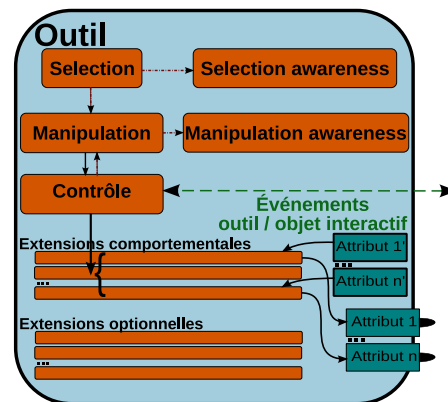 Outil
Selection
Selection awareness
Manipulation
Manipulation awareness
Contrôle
Événements
outil / objet interactif
Extensions comportementales
Attribut 1'
...
Attribut n'
...
Attribut 1
...
Attribut n
Extensions optionnelles
...